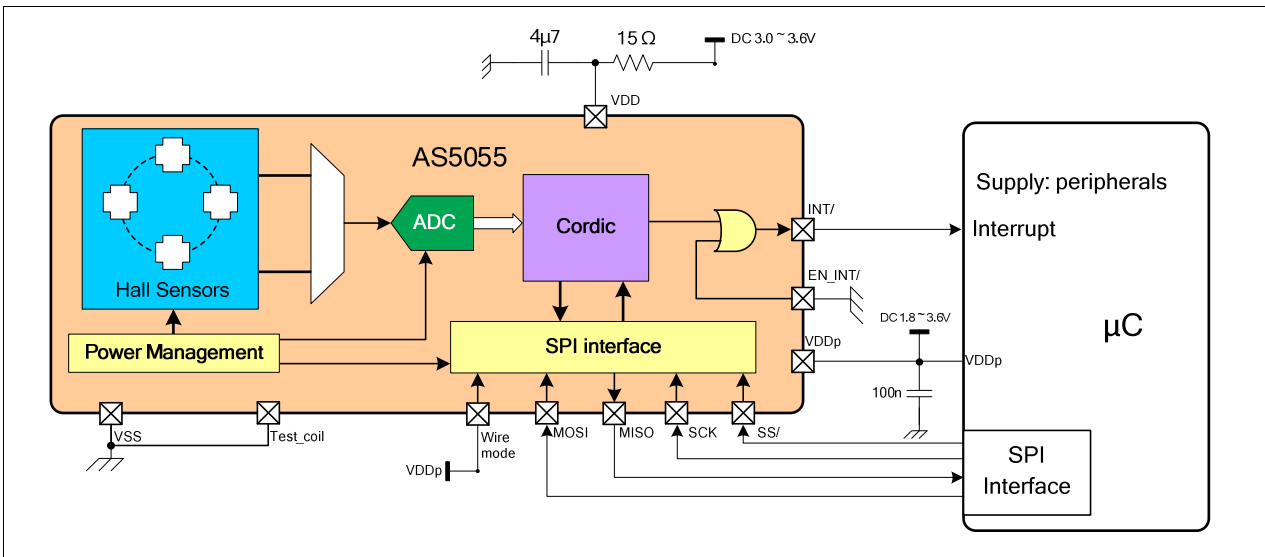 4µ7
15 Ω
DC 3.0 ~ 3.6V
VDD
AS5055
Hall Sensors
ADC
Cordic
INT/
EN_INT/
Power Management
SPI interface
VDDp
VSS
Test_coil
Wire
mode
MOSI
MISO
SCK
SS/
VDDp
Supply: peripherals
Interrupt
µC
DC 1.8 ~ 3.6V
VDDp
100n
SPI
Interface